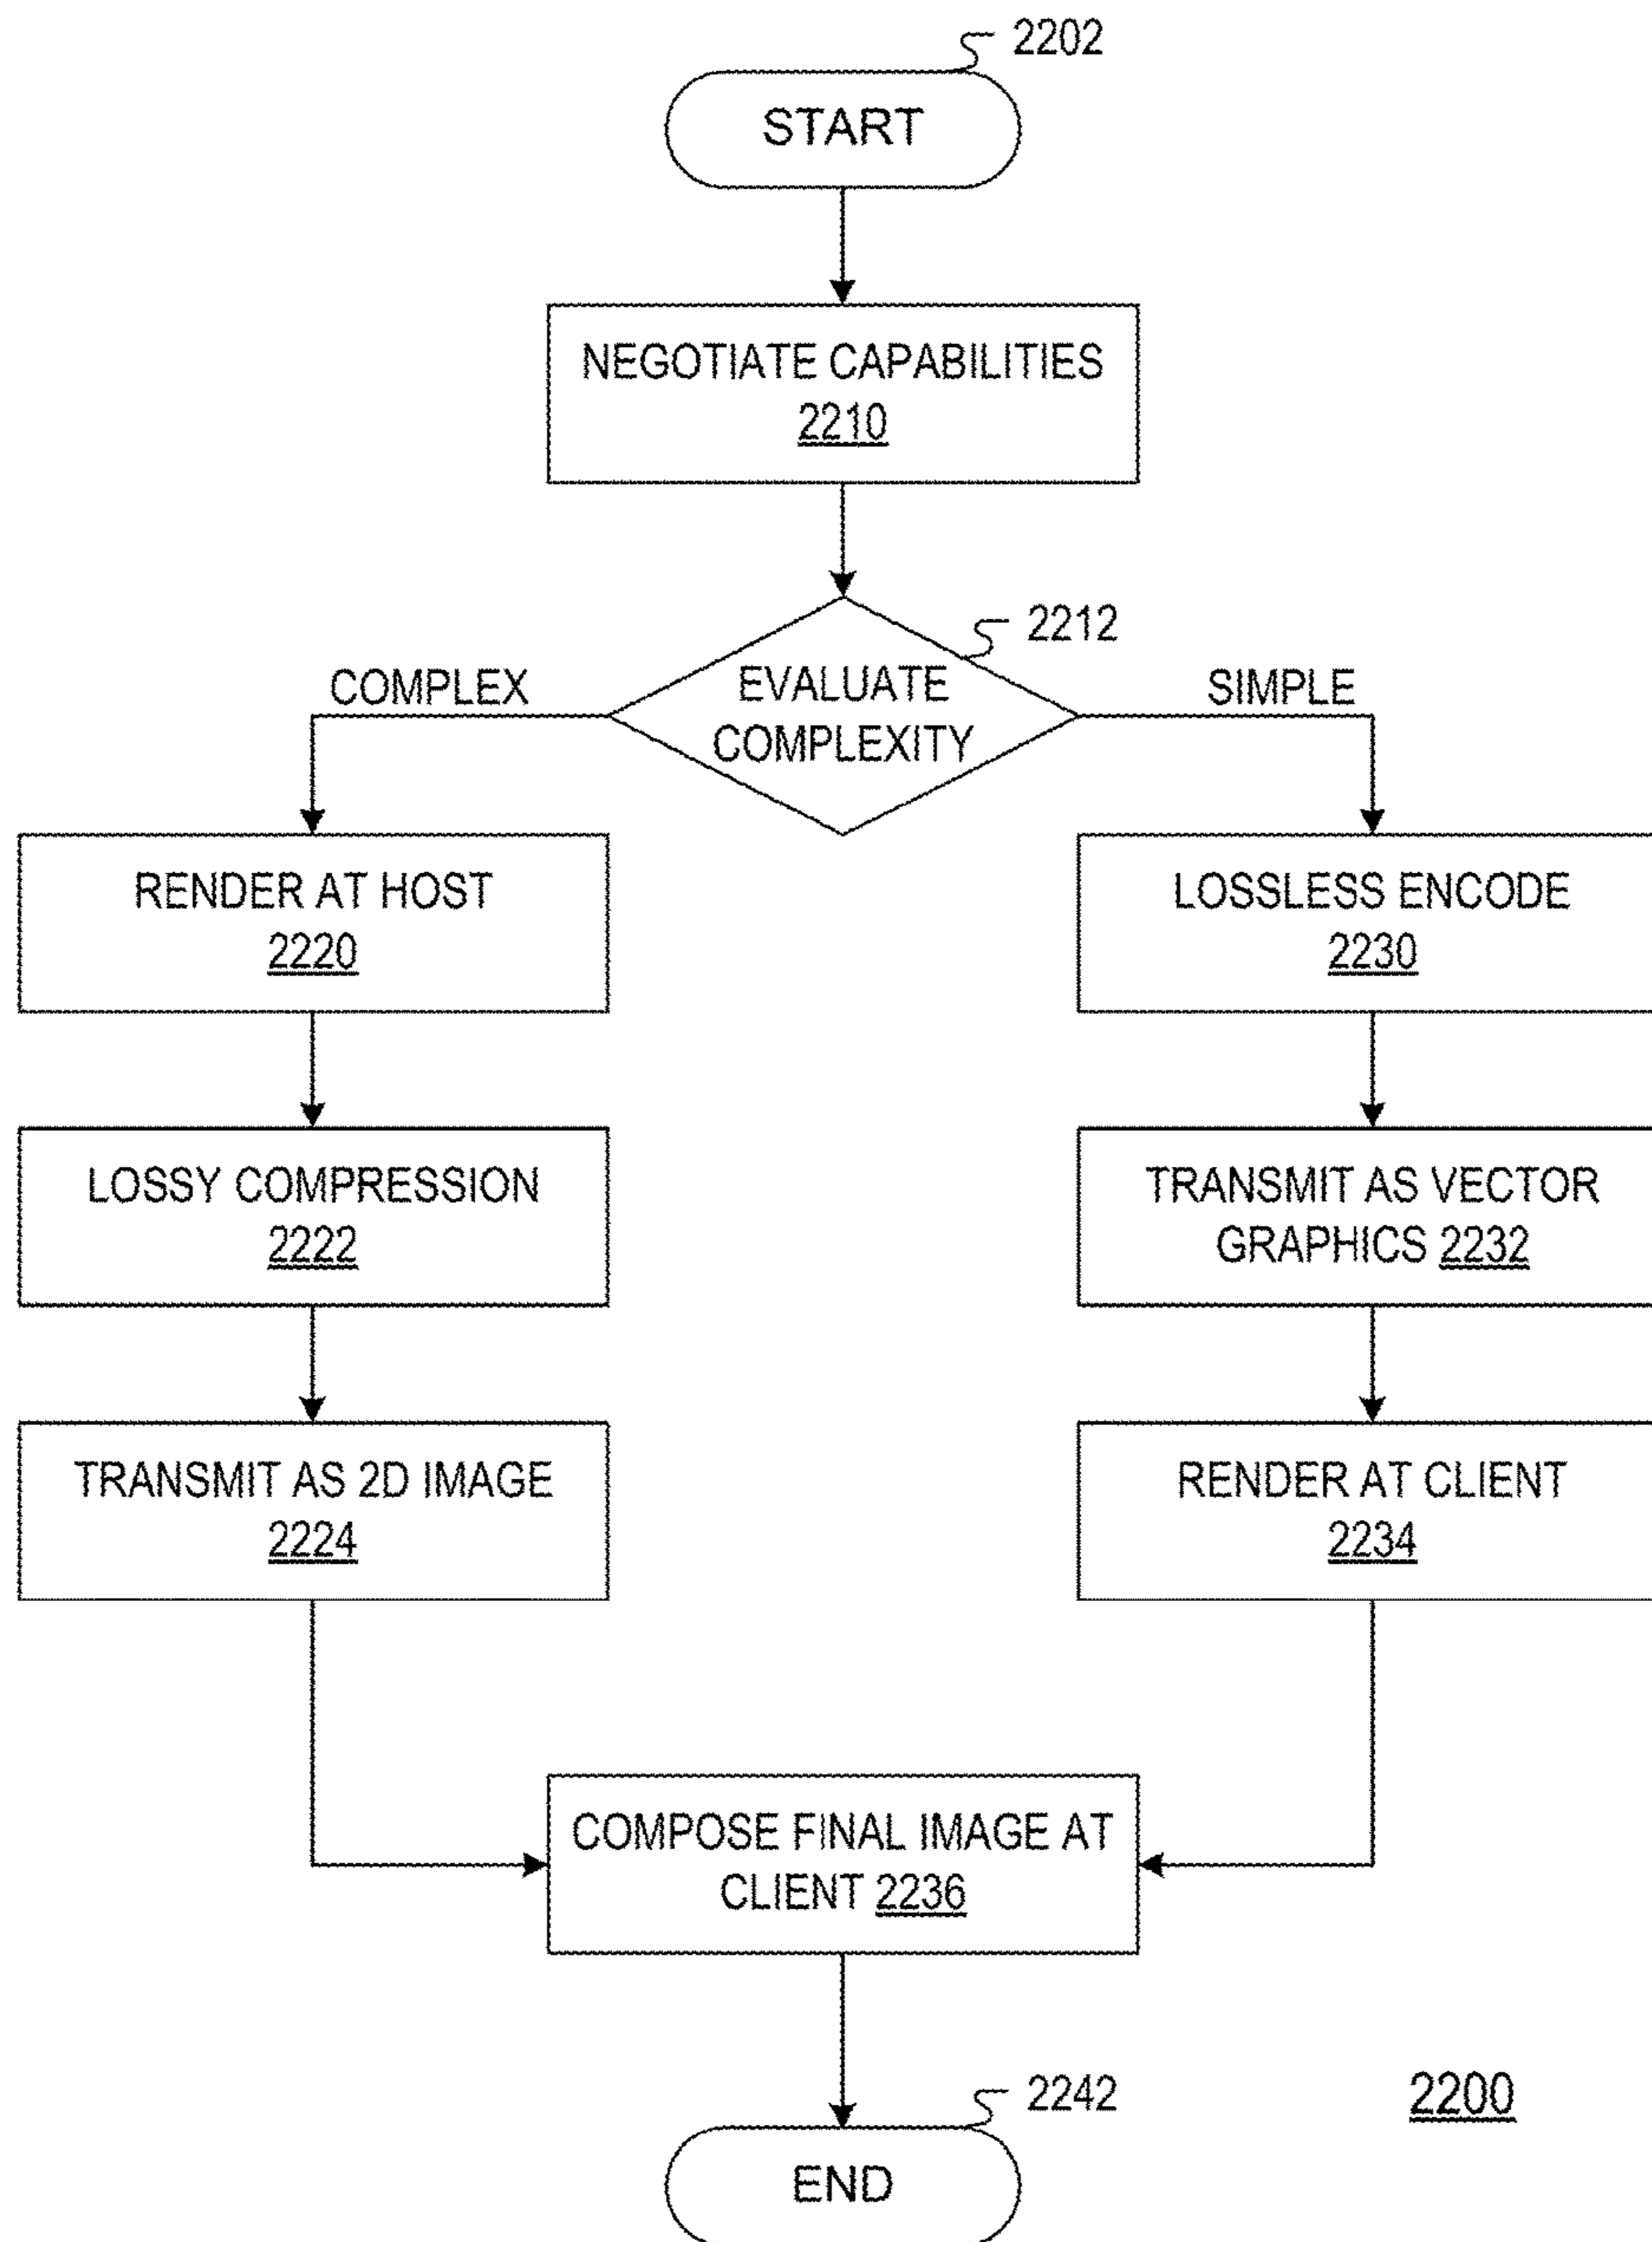 2202
START
NEGOTIATE CAPABILITIES
2210
2212
EVALUATE
COMPLEXITY
COMPLEX
SIMPLE
RENDER AT HOST
2220
LOSSLESS ENCODE
2230
LOSSY COMPRESSION
2222
TRANSMIT AS VECTOR
GRAPHICS 2232
TRANSMIT AS 2D IMAGE
2224
RENDER AT CLIENT
2234
COMPOSE FINAL IMAGE AT
CLIENT 2236
2242
END
2200